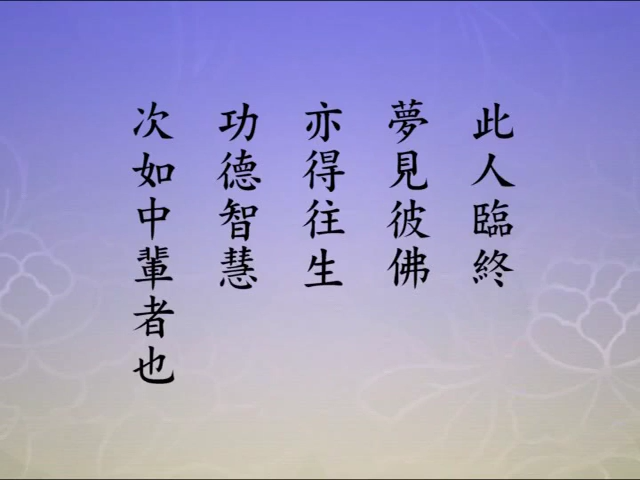 此人臨終
夢見彼佛
亦得往生
功德智慧
次如中輩者也